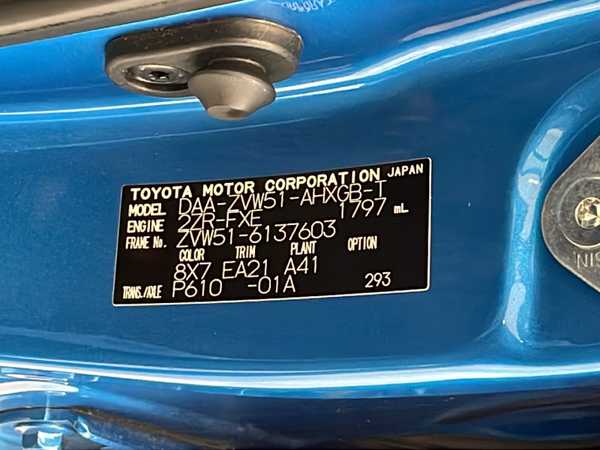 TOYOTA MOTOR CORPORATION JAPAN
MODEL DAA-ZVW51-AHXGB-T
ENGINE 2ZR-FXE 1797 mL
FRAME No. ZVW51-6137603
COLOR TRIM PLANT OPTION
8X7 EA21 A41
TRANS./AXLE P610 -01A 293